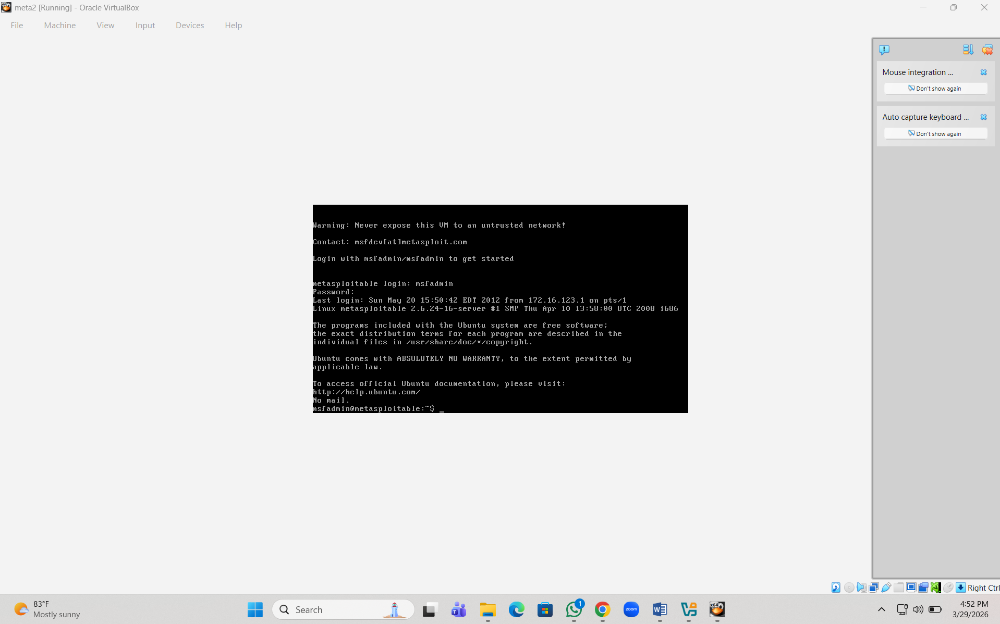 meta2 [Running] - Oracle VirtualBox
File Machine View Input Devices Help
Mouse integration ...
Don't show again
Auto capture keyboard ...
Don't show again
Warning: Never expose this VM to an untrusted network!
Contact: msfdev[at]metasploit.com
Login with msfadmin/msfadmin to get started
metasploitable login: msfadmin
Password:
Last login: Sun May 20 15:50:42 EDT 2012 from 172.16.123.1 on pts/1
Linux metasploitable 2.6.24-16-server #1 SMP Thu Apr 10 13:58:00 UTC 2008 i686
The programs included with the Ubuntu system are free software;
the exact distribution terms for each program are described in the
individual files in /usr/share/doc/*/copyright.
Ubuntu comes with ABSOLUTELY NO WARRANTY, to the extent permitted by
applicable law.
To access official Ubuntu documentation, please visit:
http://help.ubuntu.com/
No mail.
msfadmin@metasploitable:~$ _
Right Ctrl
83°F
Mostly sunny
Search
1
zoom
X64
4:52 PM
3/29/2026